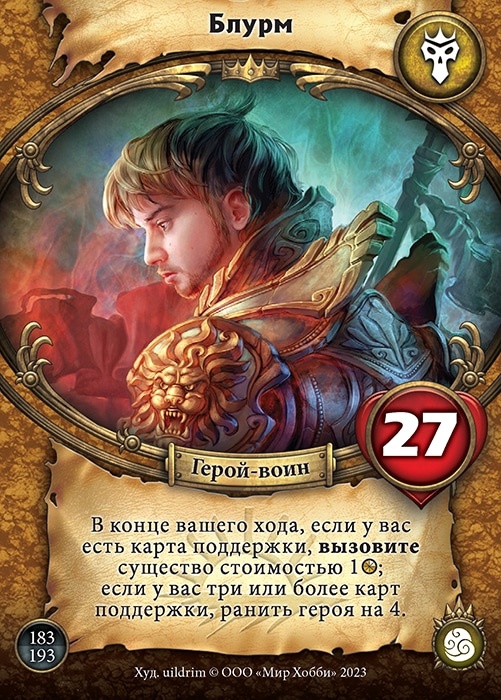 Блурм
27
Герой-воин
В конце вашего хода, если у вас
есть карта поддержки, вызовите
существо стоимостью 1;
если у вас три или более карт
поддержки, ранить героя на 4.
183
193
Худ. uildrim © ООО «Мир Хобби» 2023